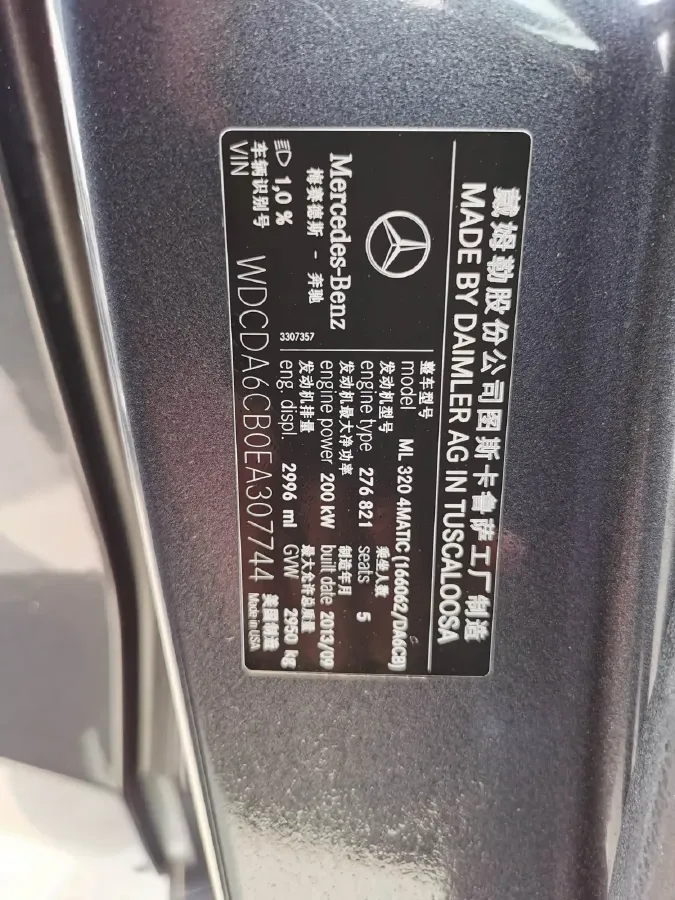 戴姆勒股份公司图斯卡鲁萨工厂制造
MADE BY DAIMLER AG IN TUSCALOOSA
整车型号
model ML 320 4MATIC (166062/DA6CB)
发动机型号 乘坐人数
engine type 276 821 seats 5
发动机最大净功率 制造年月
engine power 200 kW built date 2013/09
发动机排量 最大允许总质量
eng. displ. 2996 ml GVW 2950 kg
Mercedes-Benz
梅赛德斯 - 奔驰
3307357
1,0 %
车辆识别号 美国制造
VIN WDCDA6CB0EA307744 Made in USA